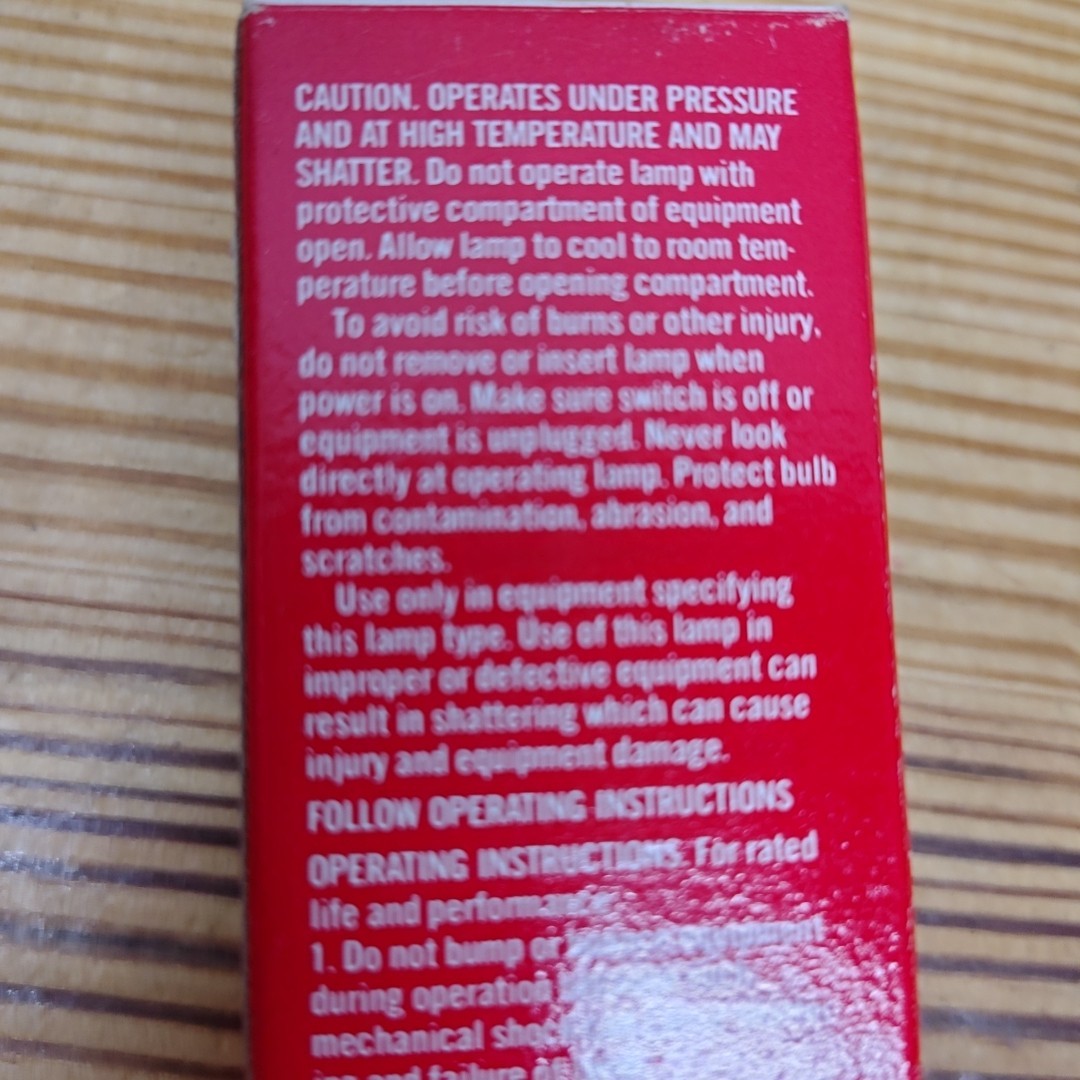 CAUTION. OPERATES UNDER PRESSURE
AND AT HIGH TEMPERATURE AND MAY
SHATTER. Do not operate lamp with
protective compartment of equipment
open. Allow lamp to cool to room tem-
perature before opening compartment.
To avoid risk of burns or other injury,
do not remove or insert lamp when
power is on. Make sure switch is off or
equipment is unplugged. Never look
directly at operating lamp. Protect bulb
from contamination, abrasion, and
scratches.
Use only in equipment specifying
this lamp type. Use of this lamp in
improper or defective equipment can
result in shattering which can cause
injury and equipment damage.
FOLLOW OPERATING INSTRUCTIONS
OPERATING INSTRUCTIONS. For rated
life and performance:
1. Do not bump or
during operation
mechanical
and failure of